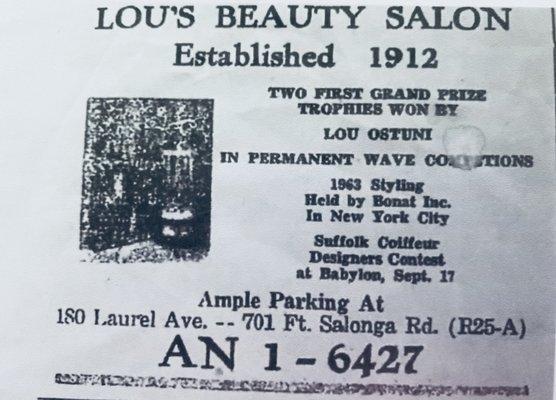 LOU'S BEAUTY SALON
Established 1912
TWO FIRST GRAND PRIZE
TROPHIES WON BY
LOU OSTUNI
IN PERMANENT WAVE
1963 Styling
Held by Bonat Inc.
In New York City
Suffolk Coiffeur
Designers Contest
at Babylon, Sept. 17
Ample Parking At
180 Laurel Ave. -- 701 Ft. Salonga Rd. (R25-A)
AN 1-6427